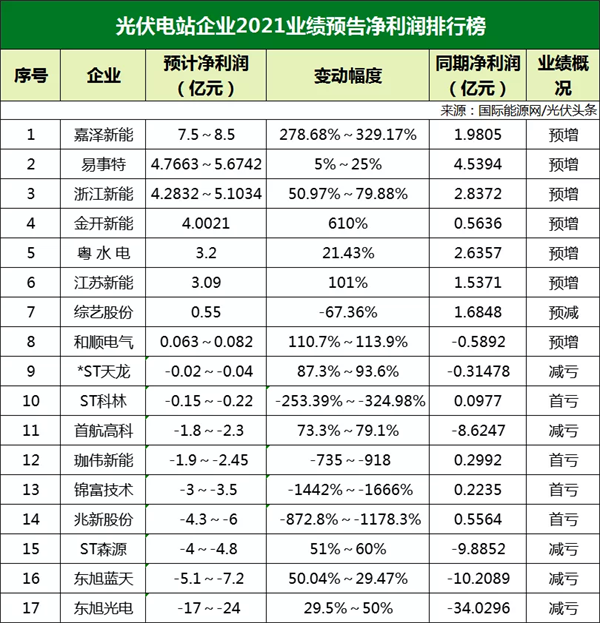 光伏电站企业2021业绩预告净利润排行榜
序号 企业 预计净利润（亿元） 变动幅度 同期净利润（亿元） 业绩概况
来源：国际能源网/光伏头条
1 嘉泽新能 7.5～8.5 278.68%～329.17% 1.9805 预增
2 易事特 4.7663～5.6742 5%～25% 4.5394 预增
3 浙江新能 4.2832～5.1034 50.97%～79.88% 2.8372 预增
4 金开新能 4.0021 610% 0.5636 预增
5 粤 水 电 3.2 21.43% 2.6357 预增
6 江苏新能 3.09 101% 1.5371 预增
7 综艺股份 0.55 -67.36% 1.6848 预减
8 和顺电气 0.063～0.082 110.7%～113.9% -0.5892 预增
9 *ST天龙 -0.02～-0.04 87.3%～93.6% -0.31478 减亏
10 ST科林 -0.15～-0.22 -253.39%～-324.98% 0.0977 首亏
11 首航高科 -1.8～-2.3 73.3%～79.1% -8.6247 减亏
12 珈伟新能 -1.9～-2.45 -735～-918 0.2992 首亏
13 锦富技术 -3～-3.5 -1442%～-1666% 0.2235 首亏
14 兆新股份 -4.3～-6 -872.8%～-1178.3% 0.5564 首亏
15 ST森源 -4～-4.8 51%～60% -9.8852 减亏
16 东旭蓝天 -5.1～-7.2 50.04%～29.47% -10.2089 减亏
17 东旭光电 -17～-24 29.5%～50% -34.0296 减亏